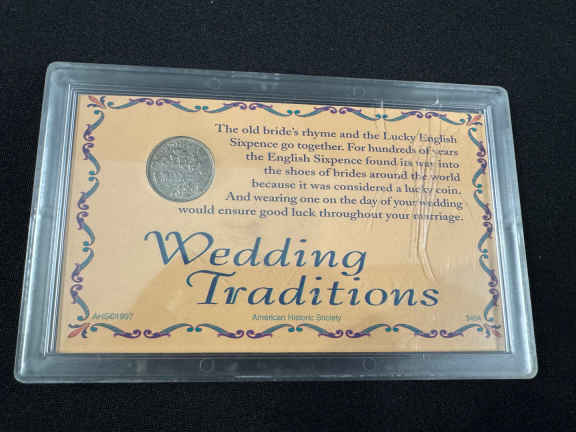 The old bride's rhyme and the Lucky English
Sixpence go together. For hundreds of years
the English Sixpence found its way into
the shoes of brides around the world
because it was considered a lucky coin.
And wearing one on the day of your wedding
would ensure good luck throughout your marriage.
Wedding
Traditions
AHS©1997
American Historic Society